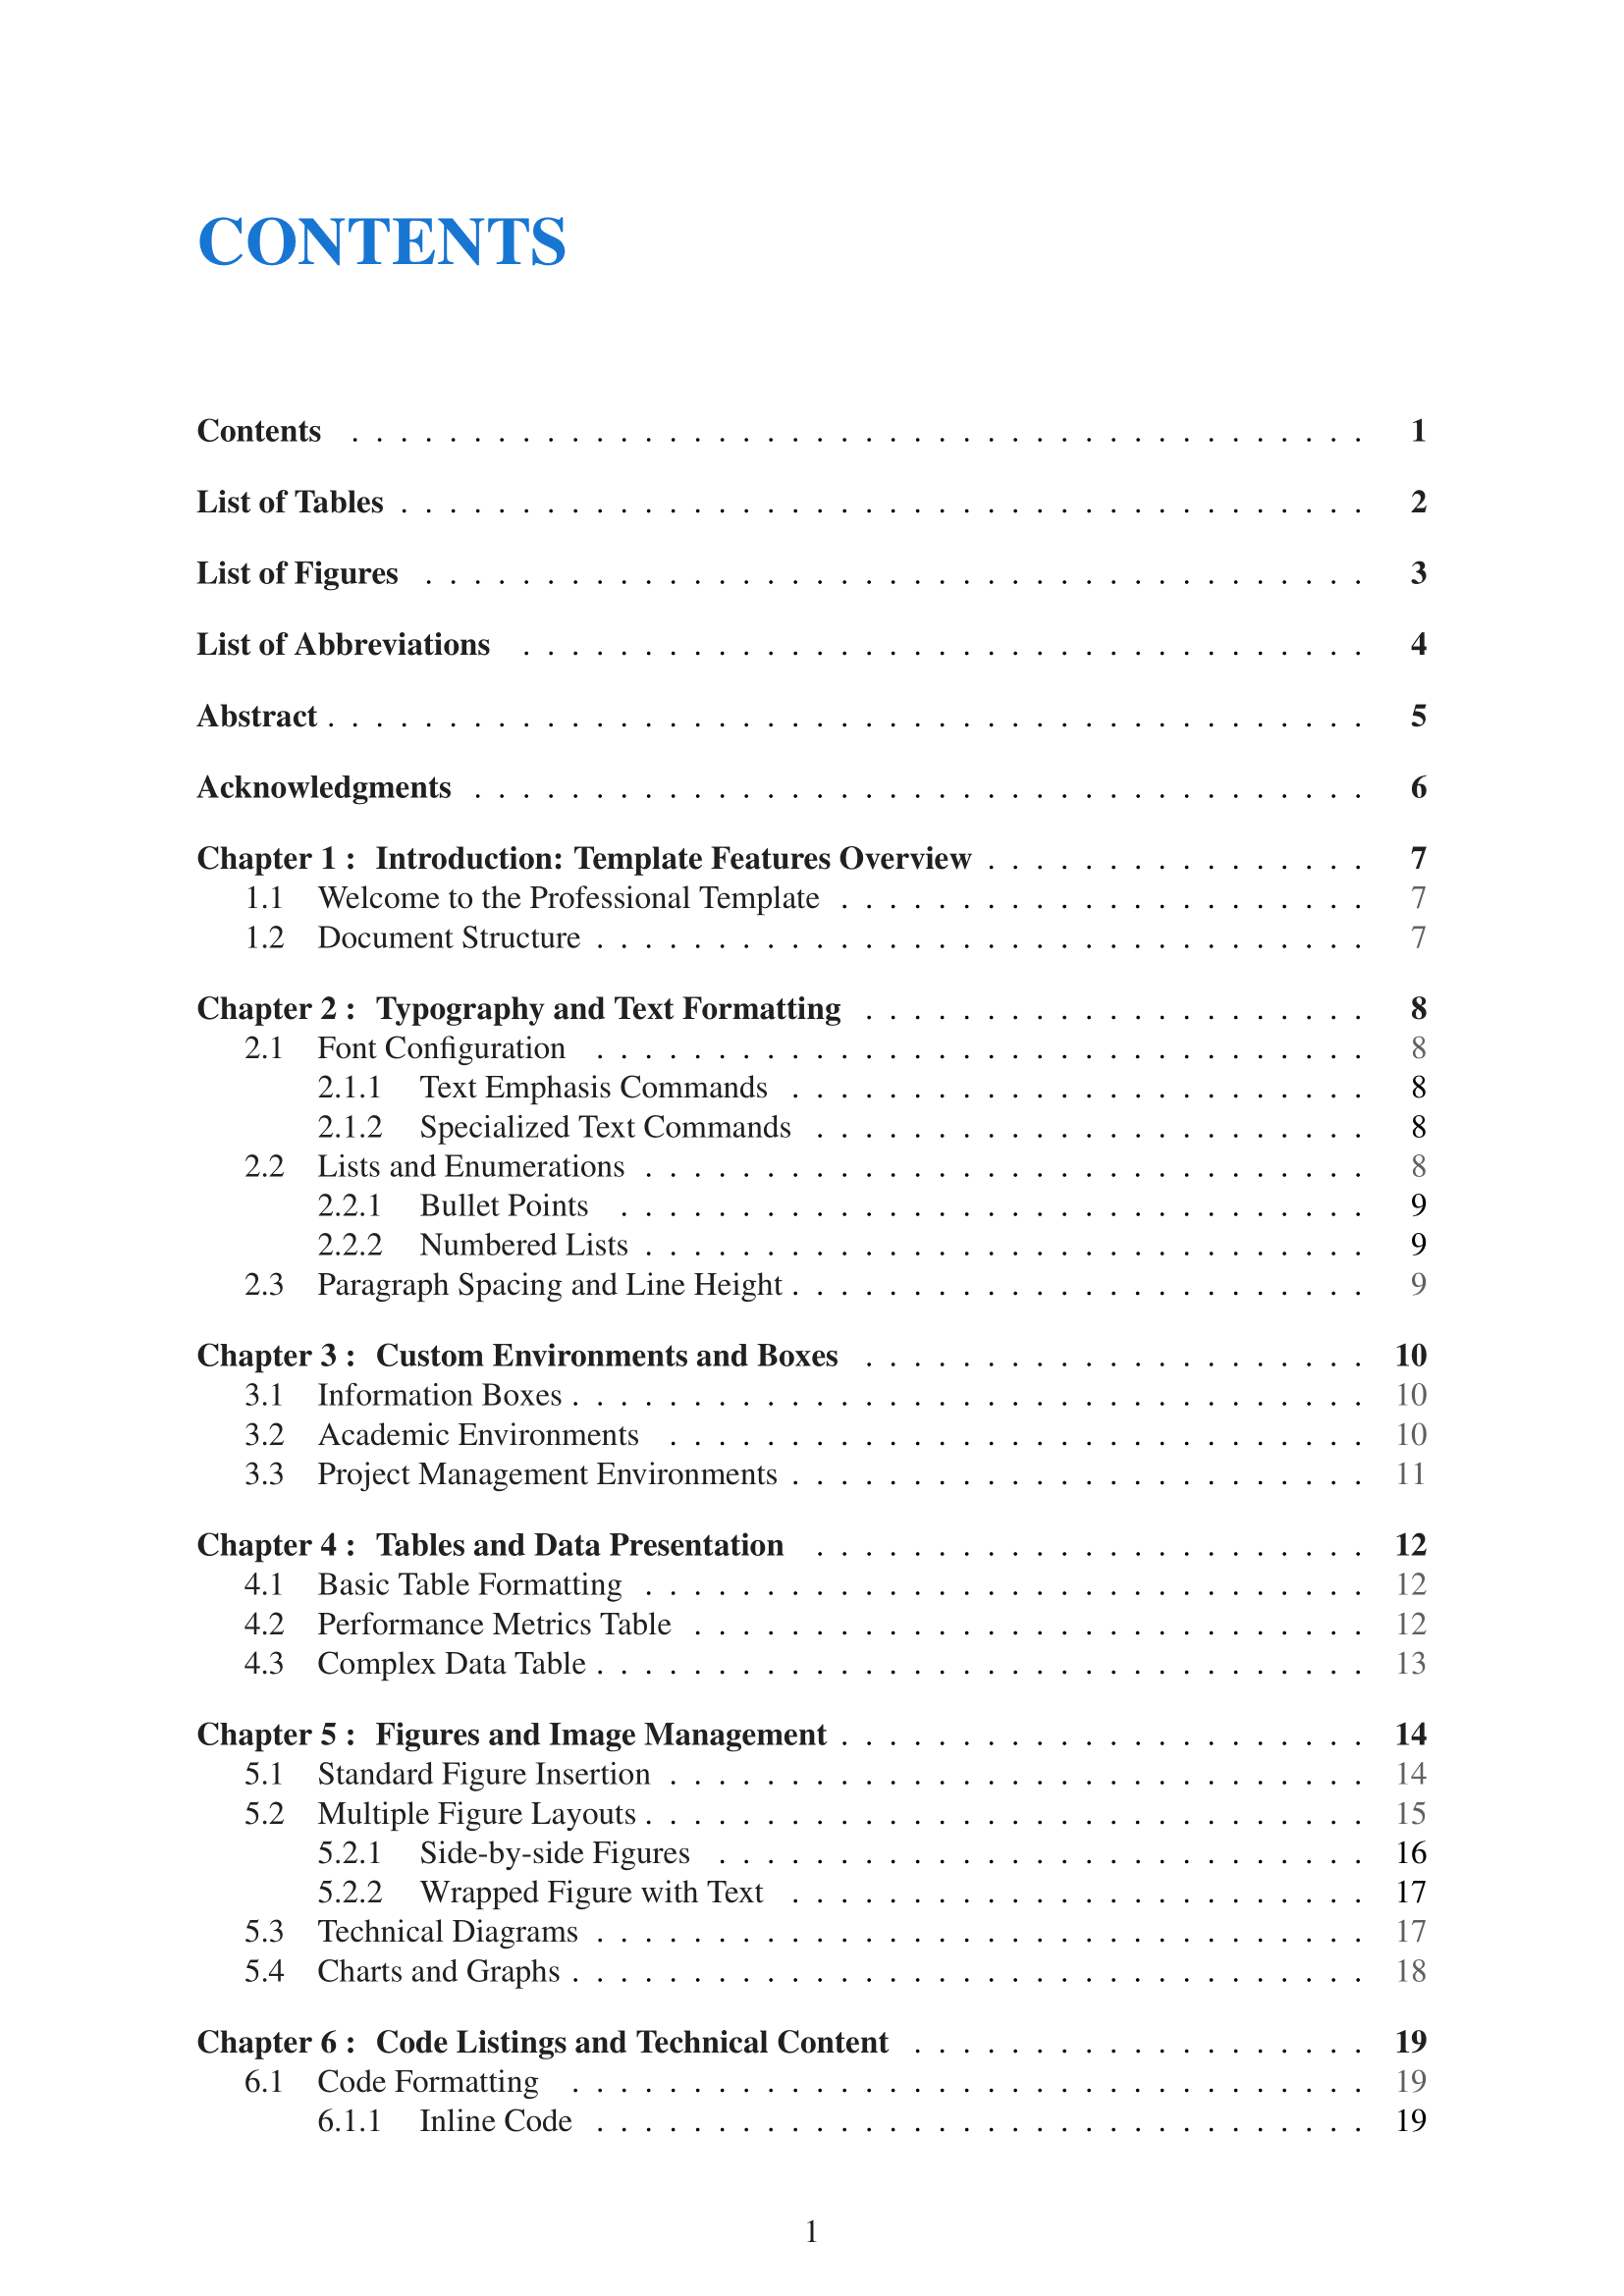 CONTENTS
Contents . . . . . . . . . . . . . . . . . . . . . . . . . . . . . . . . . . . . . . . . . . 1
List of Tables . . . . . . . . . . . . . . . . . . . . . . . . . . . . . . . . . . . . . . . . 2
List of Figures . . . . . . . . . . . . . . . . . . . . . . . . . . . . . . . . . . . . . . . 3
List of Abbreviations . . . . . . . . . . . . . . . . . . . . . . . . . . . . . . . . . . . 4
Abstract . . . . . . . . . . . . . . . . . . . . . . . . . . . . . . . . . . . . . . . . . . . 5
Acknowledgments . . . . . . . . . . . . . . . . . . . . . . . . . . . . . . . . . . . . . 6
Chapter 1 : Introduction: Template Features Overview . . . . . . . . . . . . . . . . 7
1.1 Welcome to the Professional Template . . . . . . . . . . . . . . . . . . . . . . 7
1.2 Document Structure . . . . . . . . . . . . . . . . . . . . . . . . . . . . . . . . 7
Chapter 2 : Typography and Text Formatting . . . . . . . . . . . . . . . . . . . . . 8
2.1 Font Configuration . . . . . . . . . . . . . . . . . . . . . . . . . . . . . . . . 8
2.1.1 Text Emphasis Commands . . . . . . . . . . . . . . . . . . . . . . . . 8
2.1.2 Specialized Text Commands . . . . . . . . . . . . . . . . . . . . . . . 8
2.2 Lists and Enumerations . . . . . . . . . . . . . . . . . . . . . . . . . . . . . . 8
2.2.1 Bullet Points . . . . . . . . . . . . . . . . . . . . . . . . . . . . . . . 9
2.2.2 Numbered Lists . . . . . . . . . . . . . . . . . . . . . . . . . . . . . . 9
2.3 Paragraph Spacing and Line Height . . . . . . . . . . . . . . . . . . . . . . . . 9
Chapter 3 : Custom Environments and Boxes . . . . . . . . . . . . . . . . . . . . . 10
3.1 Information Boxes . . . . . . . . . . . . . . . . . . . . . . . . . . . . . . . . . 10
3.2 Academic Environments . . . . . . . . . . . . . . . . . . . . . . . . . . . . . 10
3.3 Project Management Environments . . . . . . . . . . . . . . . . . . . . . . . . 11
Chapter 4 : Tables and Data Presentation . . . . . . . . . . . . . . . . . . . . . . . 12
4.1 Basic Table Formatting . . . . . . . . . . . . . . . . . . . . . . . . . . . . . . 12
4.2 Performance Metrics Table . . . . . . . . . . . . . . . . . . . . . . . . . . . . 12
4.3 Complex Data Table . . . . . . . . . . . . . . . . . . . . . . . . . . . . . . . . 13
Chapter 5 : Figures and Image Management . . . . . . . . . . . . . . . . . . . . . . 14
5.1 Standard Figure Insertion . . . . . . . . . . . . . . . . . . . . . . . . . . . . . 14
5.2 Multiple Figure Layouts . . . . . . . . . . . . . . . . . . . . . . . . . . . . . . 15
5.2.1 Side-by-side Figures . . . . . . . . . . . . . . . . . . . . . . . . . . . 16
5.2.2 Wrapped Figure with Text . . . . . . . . . . . . . . . . . . . . . . . . 17
5.3 Technical Diagrams . . . . . . . . . . . . . . . . . . . . . . . . . . . . . . . . 17
5.4 Charts and Graphs . . . . . . . . . . . . . . . . . . . . . . . . . . . . . . . . . 18
Chapter 6 : Code Listings and Technical Content . . . . . . . . . . . . . . . . . . . 19
6.1 Code Formatting . . . . . . . . . . . . . . . . . . . . . . . . . . . . . . . . . 19
6.1.1 Inline Code . . . . . . . . . . . . . . . . . . . . . . . . . . . . . . . . 19
1